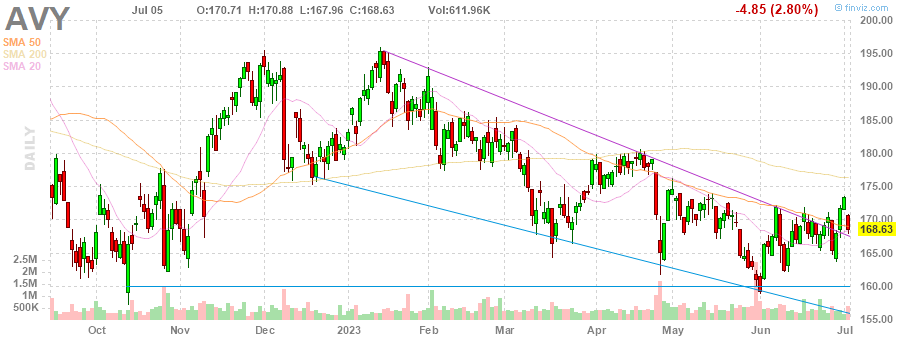 AVY
Jul 05
O:170.71 H:170.88 L:167.96 C:168.63
Vol:611.96K
-4.85 (2.80%)
finviz.com
SMA 50
SMA 200
SMA 20
DAILY
200.00
195.00
190.00
185.00
180.00
175.00
170.00
168.63
165.00
160.00
155.00
2.5M
2M
1.5M
1M
500K
Oct Nov Dec 2023 Feb Mar Apr May Jun Jul